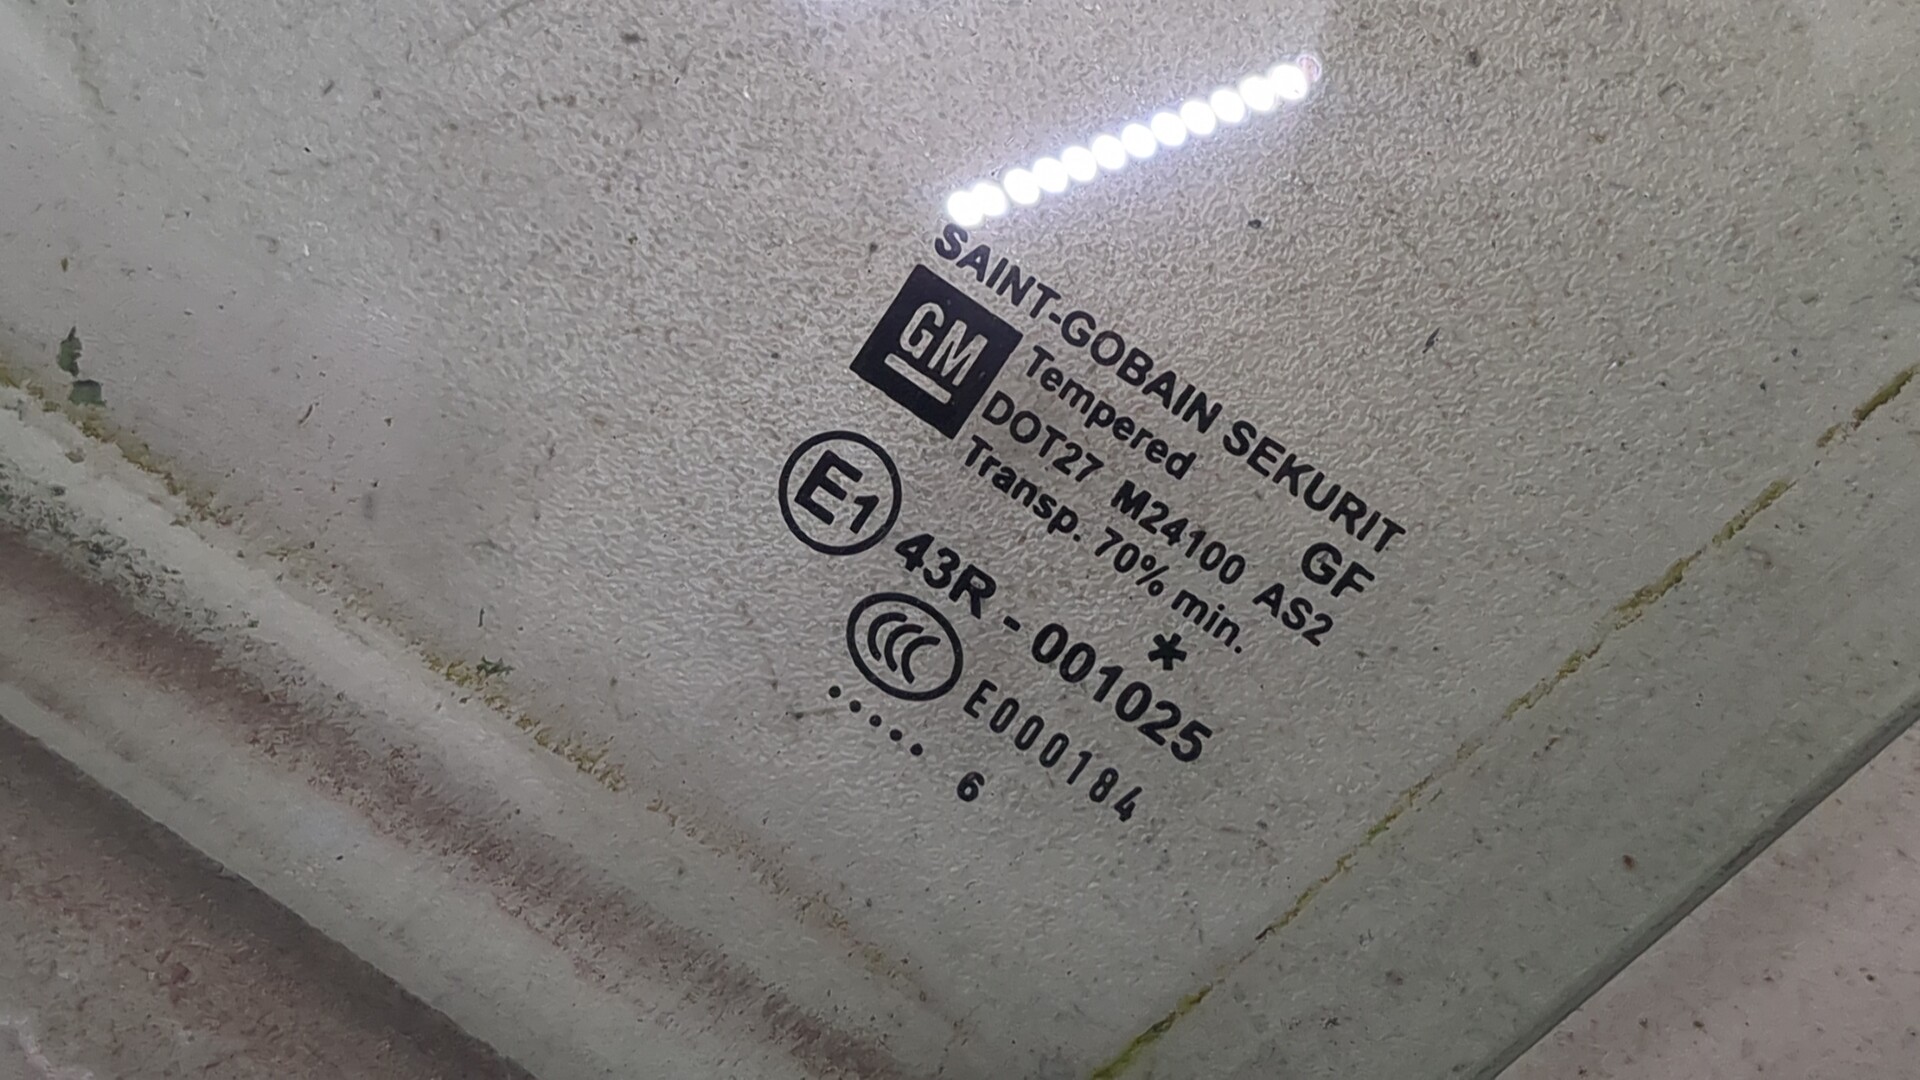 SAINT-GOBAIN SEKURIT
GM
Tempered GF
DOT27 M24100 AS2
Transp. 70% min. *
E1 43R - 001025
CCC E000184
..... 6